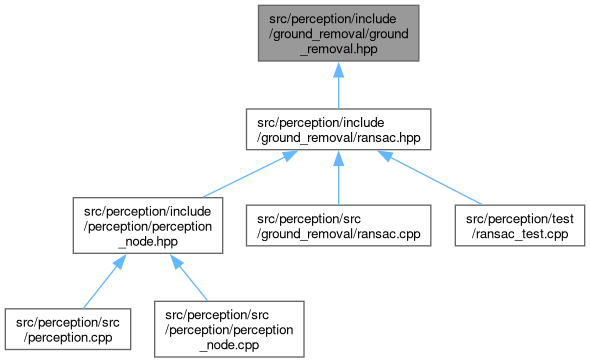 src/perception/include
/ground_removal/ground
_removal.hpp
src/perception/include
/ground_removal/ransac.hpp
src/perception/include
/perception/perception
_node.hpp
src/perception/src
/ground_removal/ransac.cpp
src/perception/test
/ransac_test.cpp
src/perception/src
/perception.cpp
src/perception/src
/perception/perception
_node.cpp